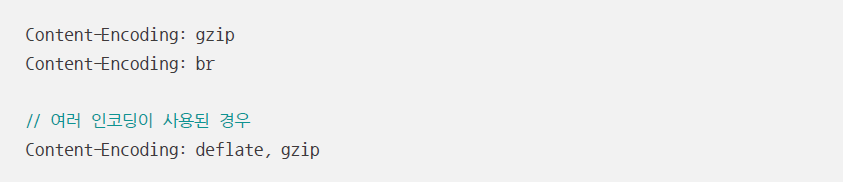 Content-Encoding: gzip
Content-Encoding: br
// 여러 인코딩이 사용된 경우
Content-Encoding: deflate, gzip